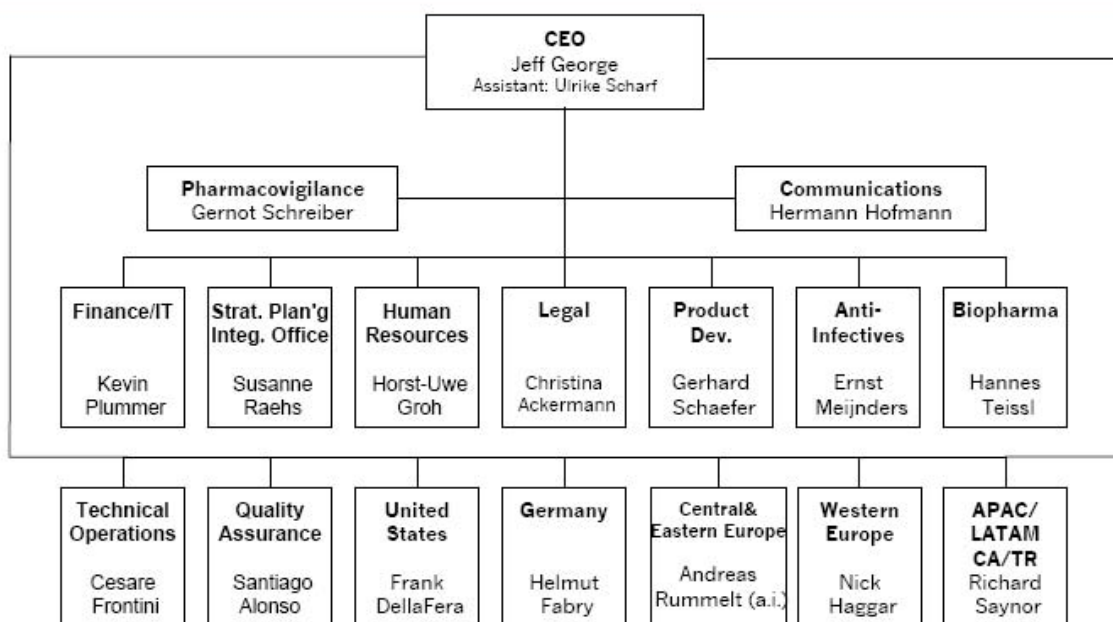 CEO
Jeff George
Assistant: Ulrike Scharf
Pharmacovigilance
Gernot Schreiber
Communications
Hermann Hofmann
Finance/IT
Kevin
Plummer
Strat. Plan'g
Integ. Office
Susanne
Raehs
Human
Resources
Horst-Uwe
Groh
Legal
Christina
Ackermann
Product
Dev.
Gerhard
Schaefer
Anti-
Infectives
Ernst
Meijnders
Biopharma
Hannes
Teissl
Technical
Operations
Cesare
Frontini
Quality
Assurance
Santiago
Alonso
United
States
Frank
DellaFera
Germany
Helmut
Fabry
Central&
Eastern Europe
Andreas
Rummelt (a.i.)
Western
Europe
Nick
Haggar
APAC/
LATAM
CA/TR
Richard
Saynor